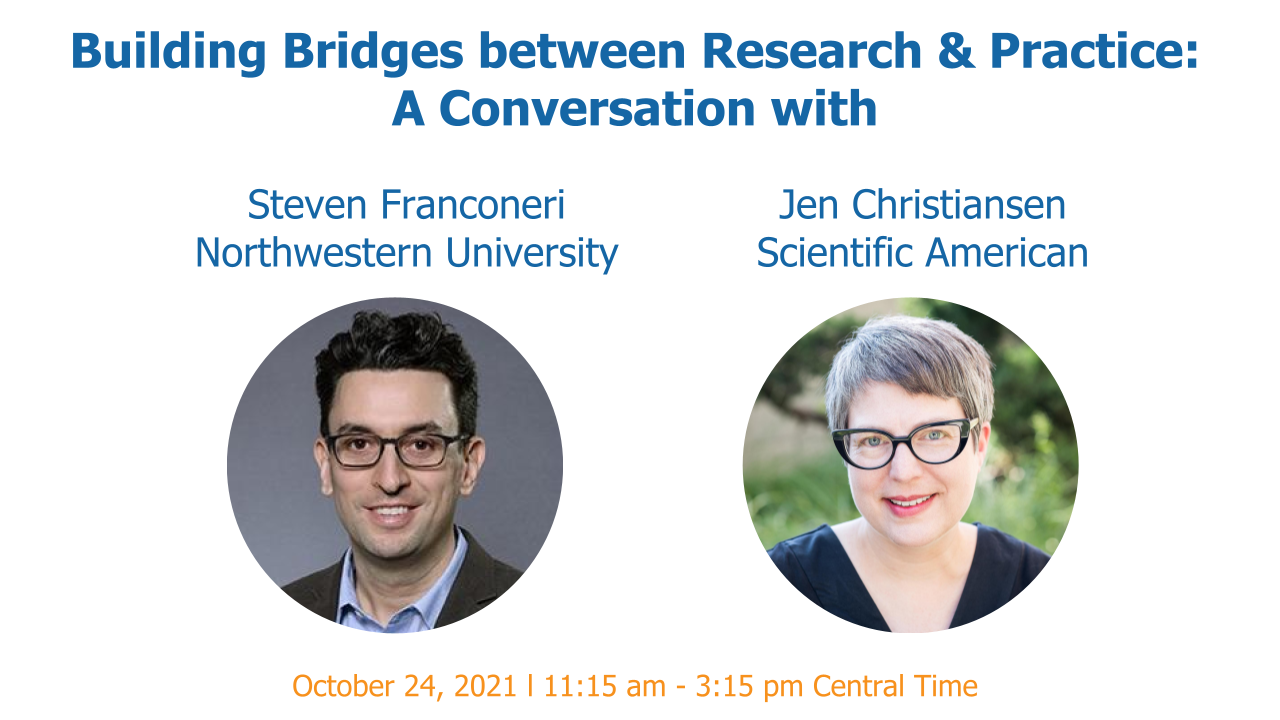 Building Bridges between Research & Practice:
A Conversation with
Steven Franconeri
Northwestern University
Jen Christiansen
Scientific American
October 24, 2021 l 11:15 am - 3:15 pm Central Time